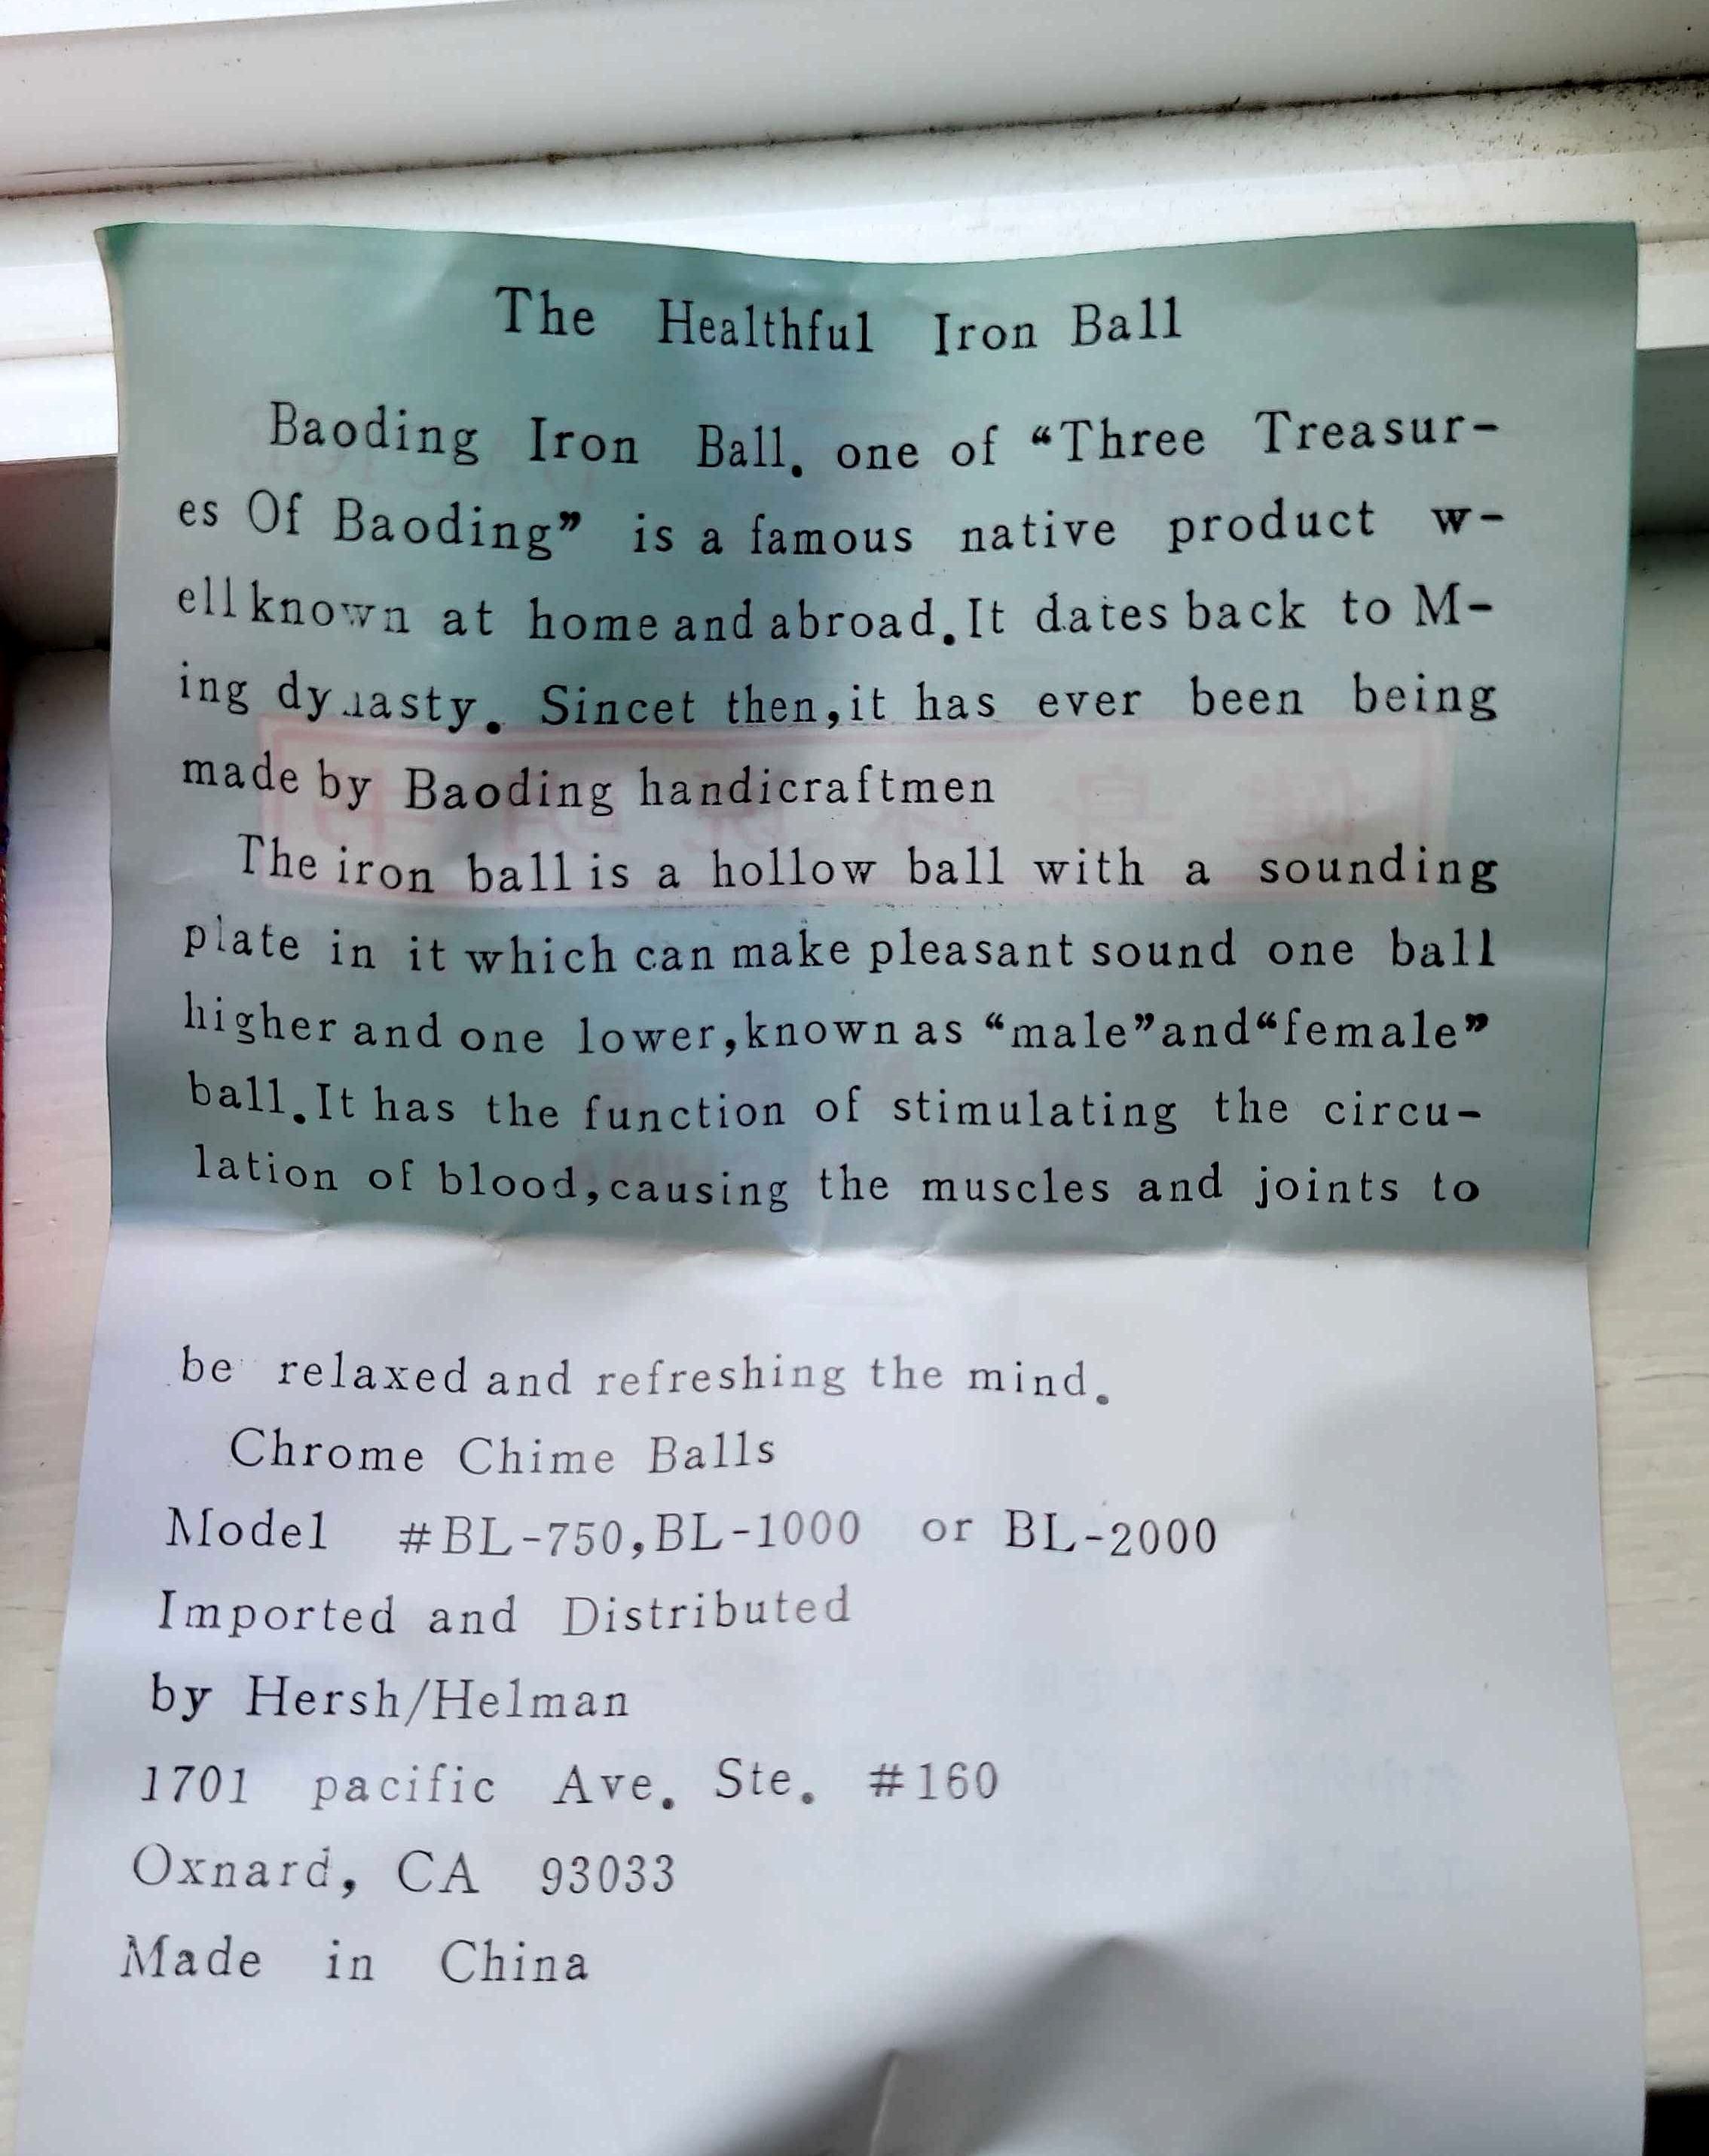 The Healthful Iron Ball
Baoding Iron Ball. one of “Three Treasur-
es Of Baoding” is a famous native product w-
ell known at home and abroad. It dates back to M-
ing dynasty. Sincet then, it has ever been being
made by Baoding handicraftmen
The iron ball is a hollow ball with a sounding
plate in it which can make pleasant sound one ball
higher and one lower, known as “male” and “female”
ball. It has the function of stimulating the circu-
lation of blood, causing the muscles and joints to
be relaxed and refreshing the mind.
Chrome Chime Balls
Model #BL-750, BL-1000 or BL-2000
Imported and Distributed
by Hersh/Helman
1701 pacific Ave. Ste. #160
Oxnard, CA 93033
Made in China